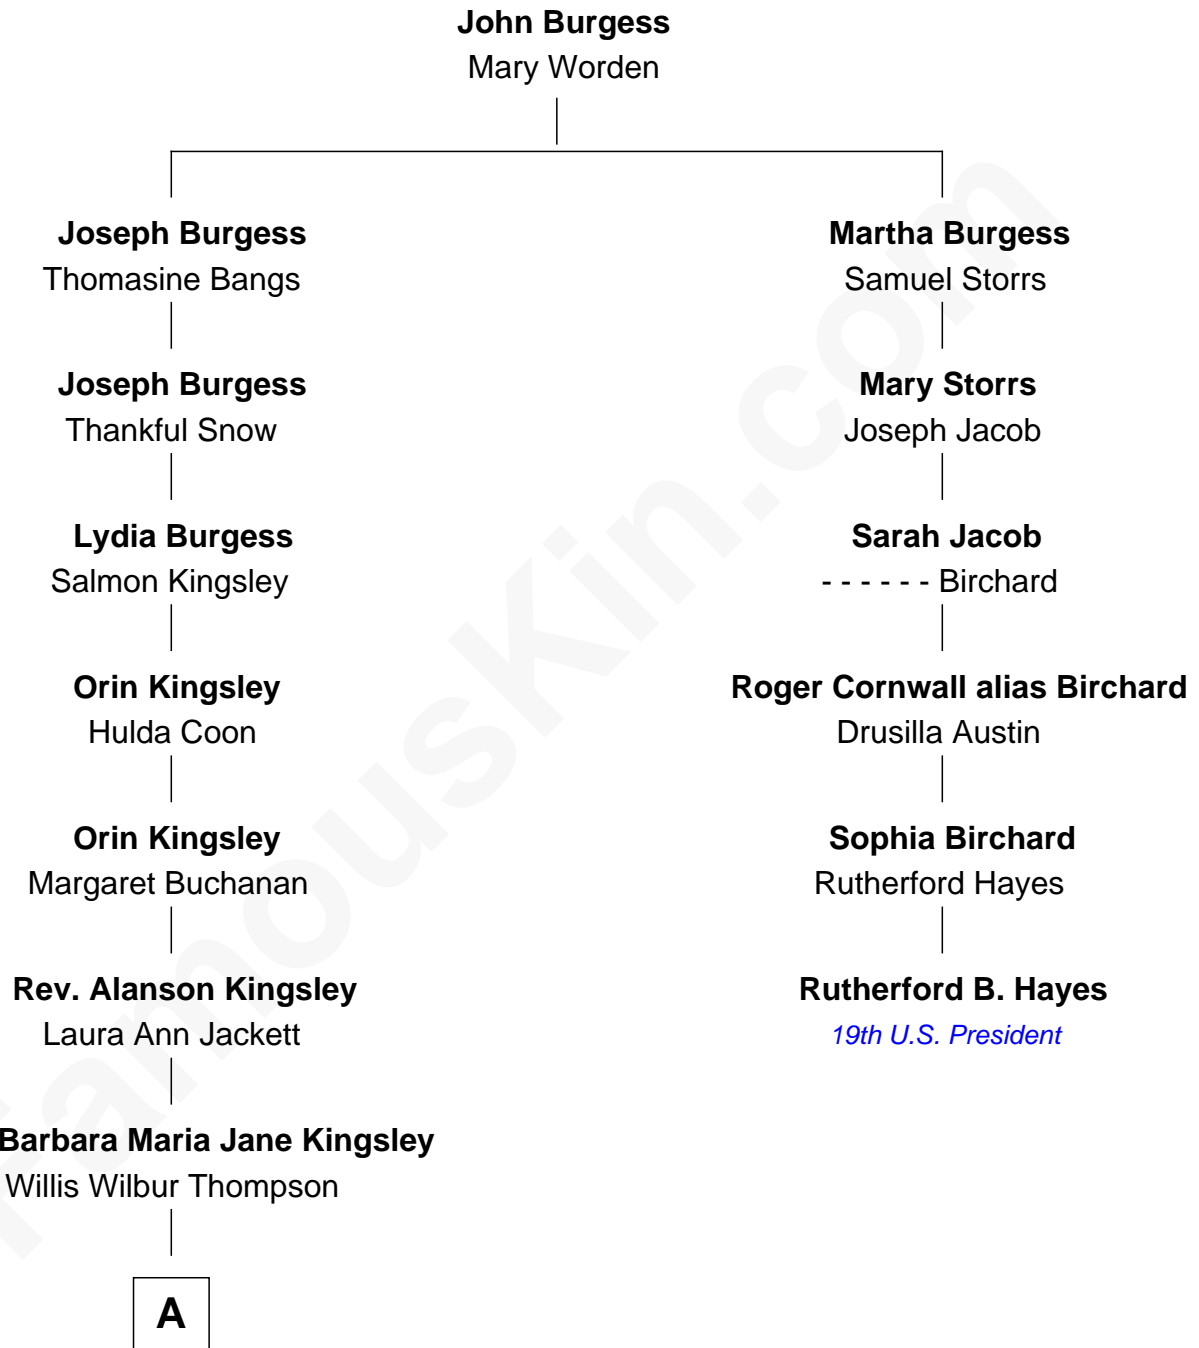 John Burgess
Mary Worden
Joseph Burgess
Thomasine Bangs
Martha Burgess
Samuel Storrs
Joseph Burgess
Thankful Snow
Mary Storrs
Joseph Jacob
Lydia Burgess
Salmon Kingsley
Sarah Jacob
- - - - - - Birchard
Orin Kingsley
Hulda Coon
Roger Cornwall alias Birchard
Drusilla Austin
Orin Kingsley
Margaret Buchanan
Sophia Birchard
Rutherford Hayes
Rev. Alanson Kingsley
Laura Ann Jackett
Rutherford B. Hayes
19th U.S. President
Barbara Maria Jane Kingsley
Willis Wilbur Thompson
A
FamousKin.com